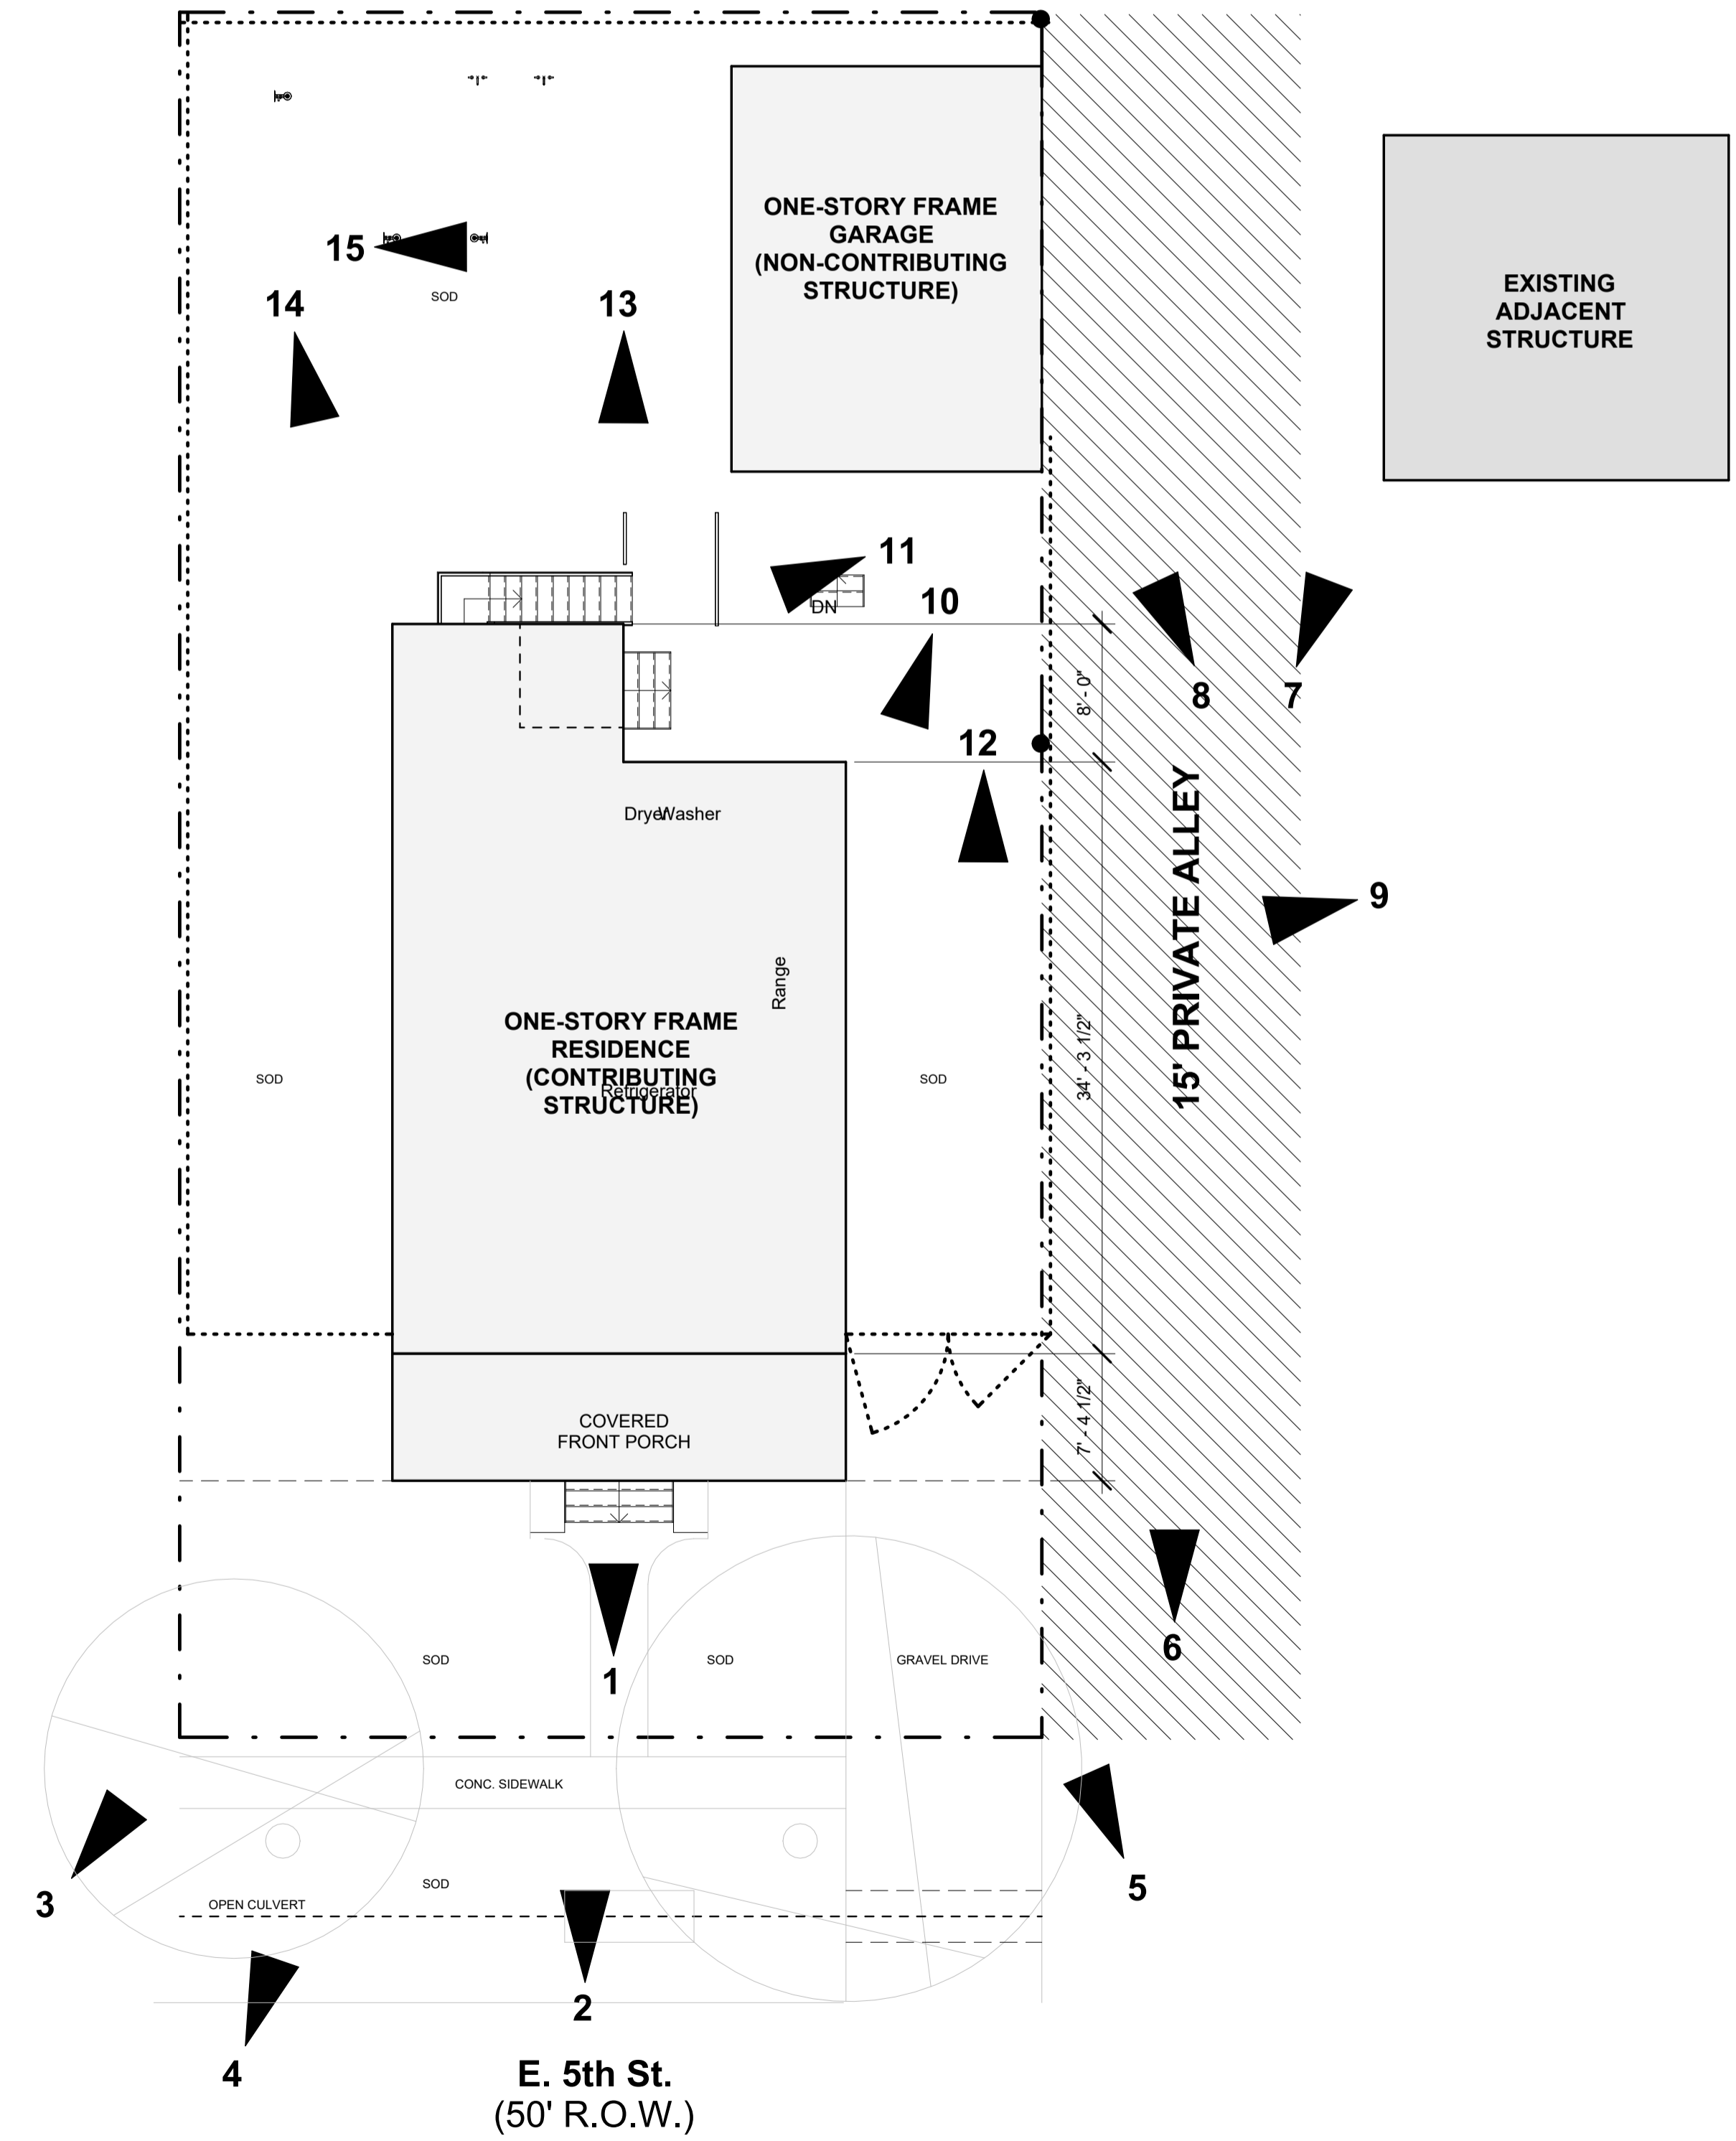 ONE-STORY FRAME
GARAGE
(NON-CONTRIBUTING
STRUCTURE)
EXISTING
ADJACENT
STRUCTURE
15
SOD
14
13
11
10
DN
8
7
8' - 0"
12
Dryer
Washer
9
15' PRIVATE ALLEY
Range
ONE-STORY FRAME
RESIDENCE
(CONTRIBUTING
STRUCTURE)
Refrigerator
SOD
SOD
34' - 3 1/2"
7' - 4 1/2"
COVERED
FRONT PORCH
6
SOD
SOD
GRAVEL DRIVE
1
CONC. SIDEWALK
3
SOD
5
OPEN CULVERT
2
4
E. 5th St.
(50' R.O.W.)